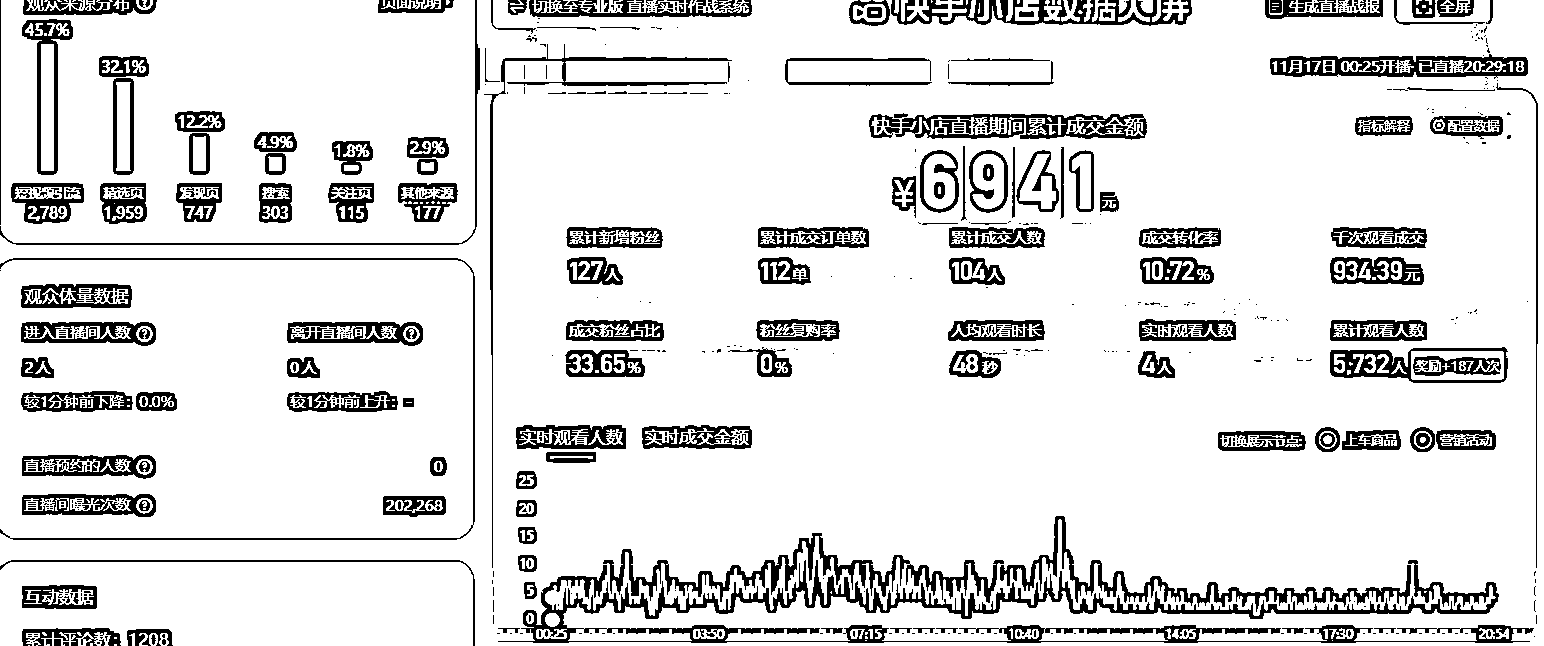 观众来源分布 ?
页面说明
45.7%
32.1%
12.2%
4.9%
1.8%
2.9%
短视频引流 精选页 发现页 搜索 关注页 其他来源
2,789 1,959 747 303 115 177
观众体量数据
进入直播间人数 ? 离开直播间人数 ?
2人 0人
较1分钟前下降: 0.0% 较1分钟前上升: -
直播预约的人数 ? 0
直播间曝光次数 ? 202,268
互动数据
累计评论数: 1208
切换至专业版 直播实时作战系统
快手小店数据大屏
生成直播战报 全屏
11月17日 00:25开播 已直播20:29:18
快手小店直播期间累计成交金额
指标解释 配置数据
¥6941元
累计新增粉丝 累计成交订单数 累计成交人数 成交转化率 千次观看成交
127人 112单 104人 10.72% 934.39元
成交粉丝占比 粉丝复购率 人均观看时长 实时观看人数 累计观看人数
33.65% 0% 48秒 4人 5,732人 奖励+187人次
实时观看人数 实时成交金额
切换展示节点: 上车商品 营销活动
25
20
15
10
5
0
00:25 03:50 07:15 10:40 14:05 17:30 20:54